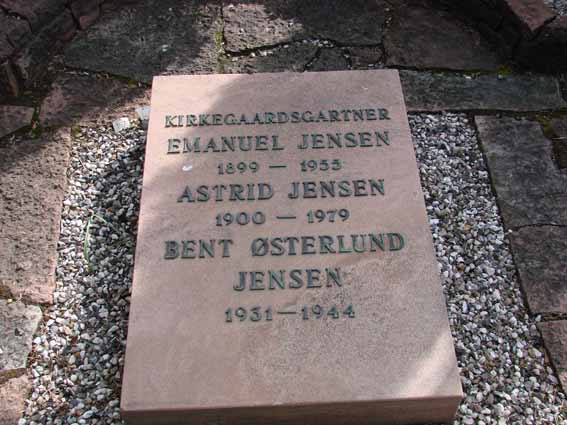 KIRKEGAARDSGARTNER
EMANUEL JENSEN
1899 — 1955
ASTRID JENSEN
1900 — 1979
BENT ØSTERLUND
JENSEN
1931 — 1944